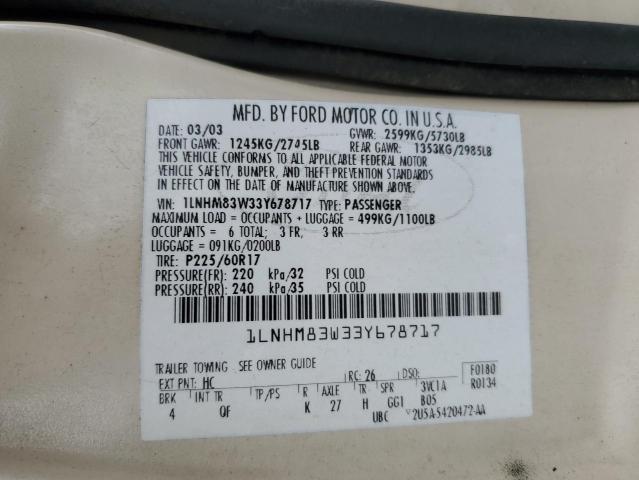 MFD. BY FORD MOTOR CO. IN U.S.A.
DATE: 03/03 GVWR: 2599KG/5730LB
FRONT GAWR: 1245KG/2745LB REAR GAWR: 1353KG/2985LB
THIS VEHICLE CONFORMS TO ALL APPLICABLE FEDERAL MOTOR
VEHICLE SAFETY, BUMPER, AND THEFT PREVENTION STANDARDS
IN EFFECT ON THE DATE OF MANUFACTURE SHOWN ABOVE.
VIN: 1LNHM83W33Y678717 TYPE: PASSENGER
MAXIMUM LOAD = OCCUPANTS + LUGGAGE = 499KG/1100LB
OCCUPANTS = 6 TOTAL; 3 FR, 3 RR
LUGGAGE = 091KG/0200LB
TIRE: P225/60R17
PRESSURE(FR) 220 kPa/32 PSI COLD
PRESSURE(RR) 240 kPa/35 PSI COLD
1LNHM83W33Y678717
TRAILER TOWING SEE OWNER GUIDE
EXT PNT: HC RC: 26 DSO: F0180
BRK INT TR TP/PS R AXLE TR SPR 3VC1A R0134
4 OF K 27 H GG1 B05
UBC V2U5A-5420472-AA